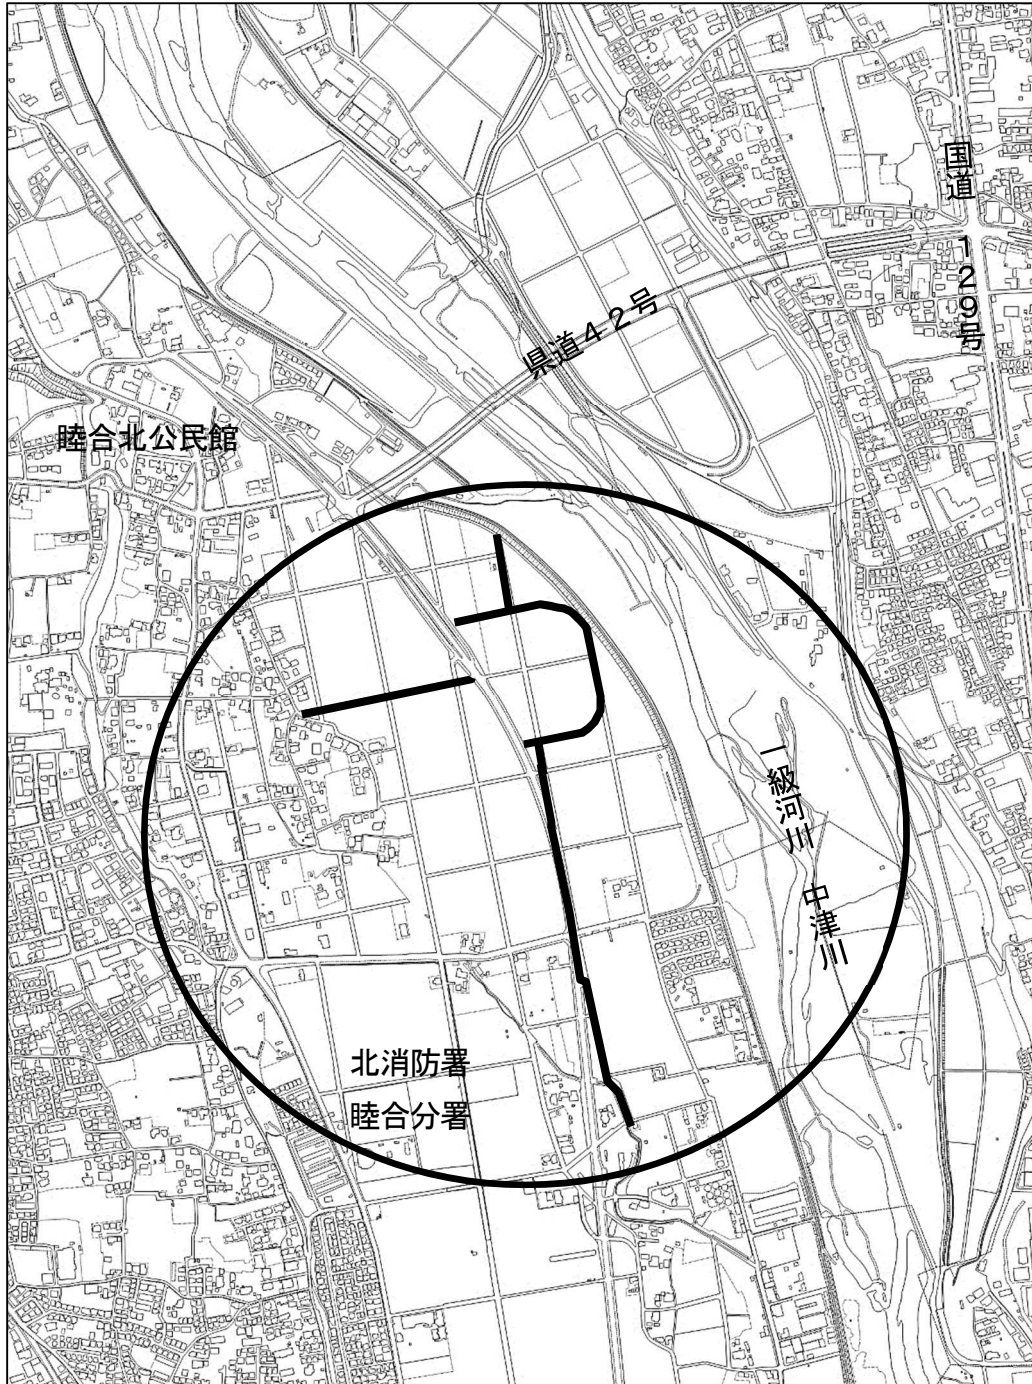 国道　１２９号
県道４２号
睦合北公民館
一級河川　中津川
北消防署
睦合分署